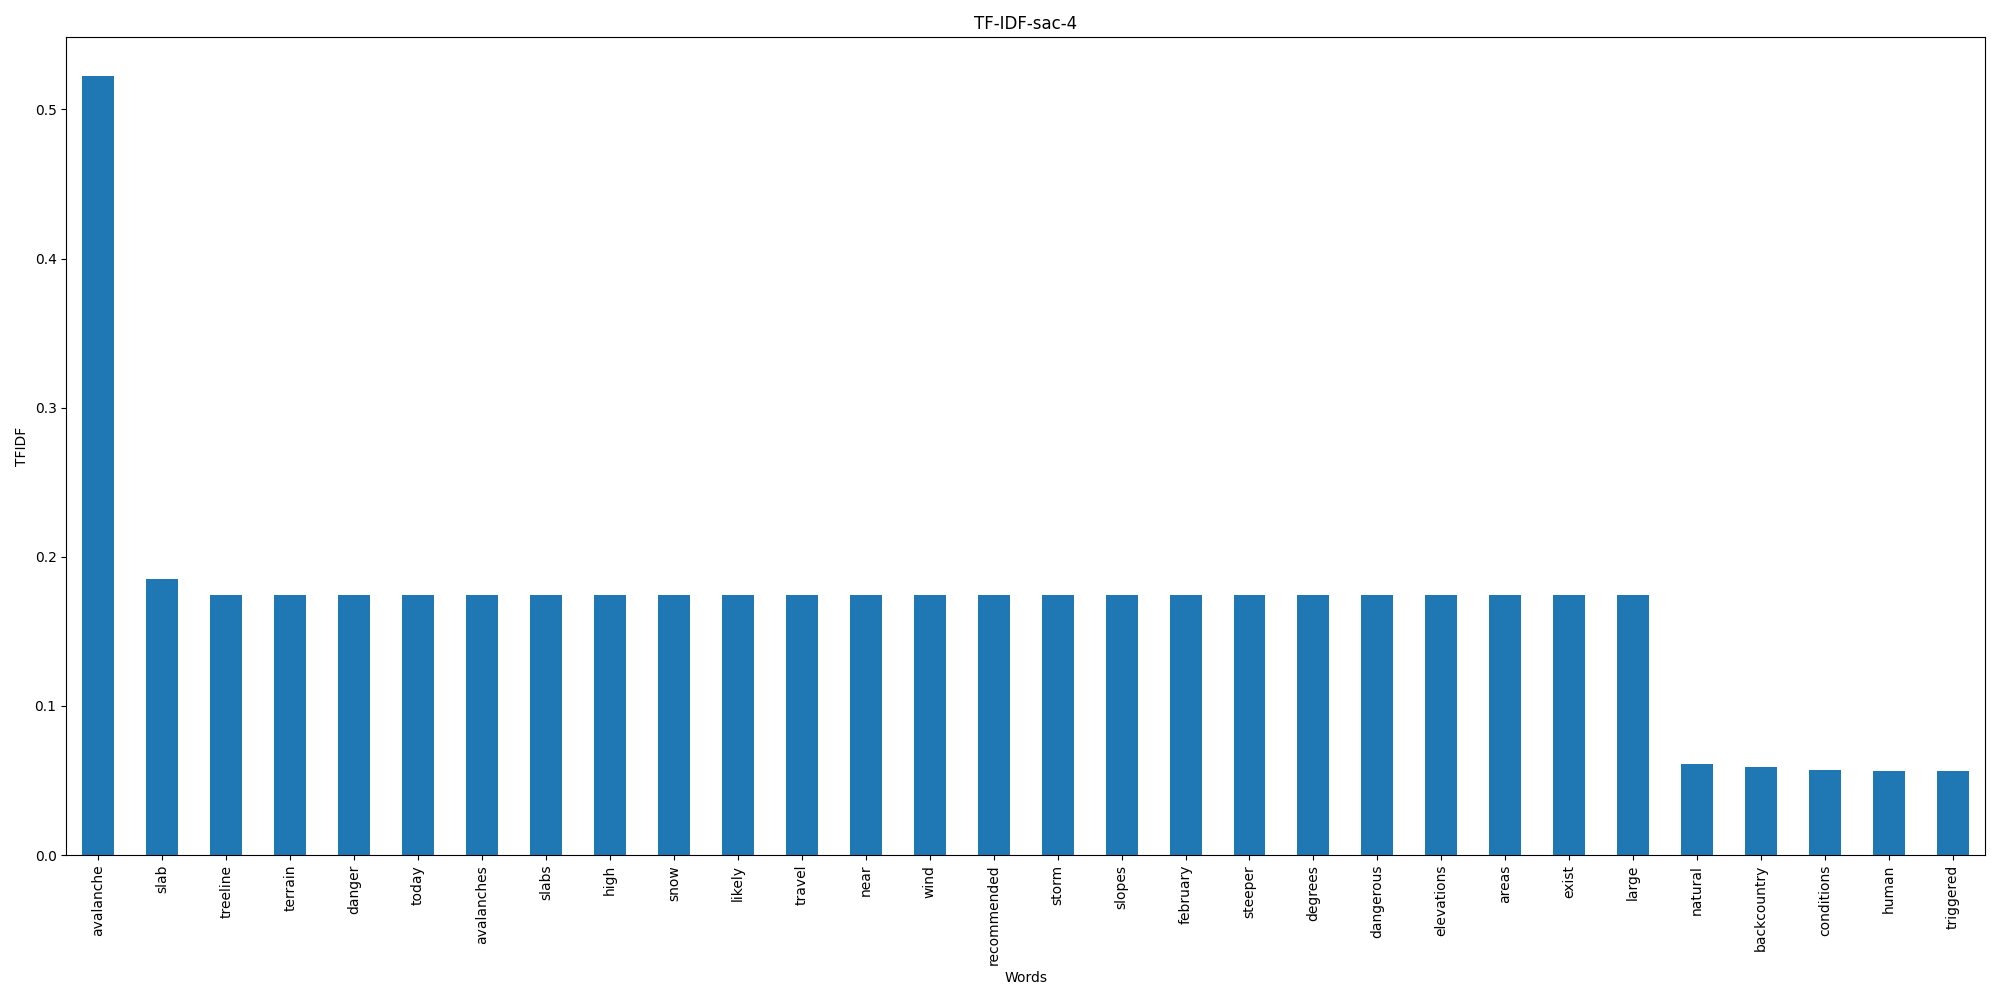 TF-IDF-sac-4
TFIDF
0.5
0.4
0.3
0.2
0.1
0.0
avalanche
slab
treeline
terrain
danger
today
avalanches
slabs
high
snow
likely
travel
near
wind
recommended
storm
slopes
february
steeper
degrees
dangerous
elevations
areas
exist
large
natural
backcountry
conditions
human
triggered
Words